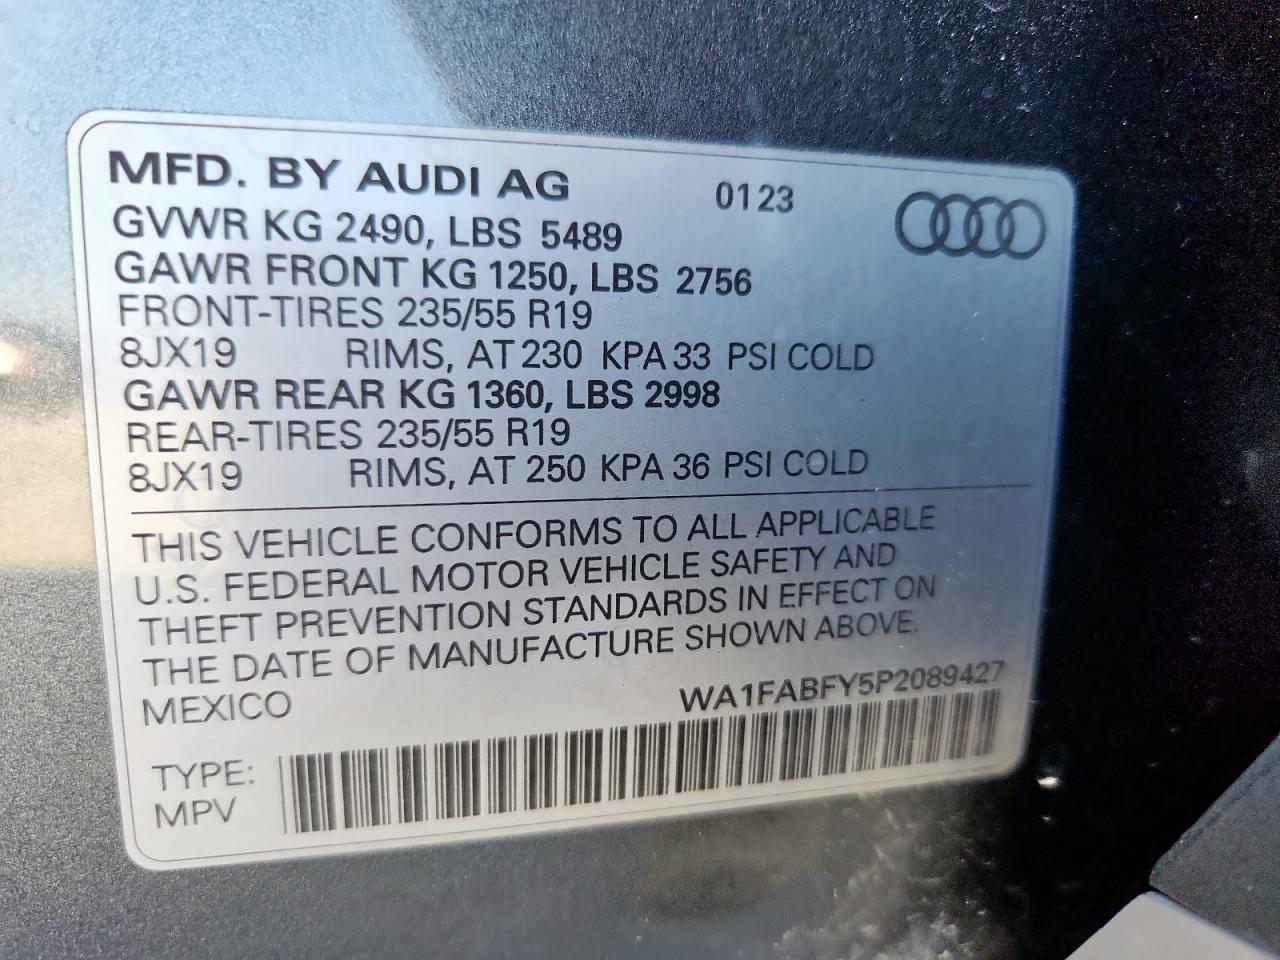 MFD. BY AUDI AG 0123
GVWR KG 2490, LBS 5489
GAWR FRONT KG 1250, LBS 2756
FRONT-TIRES 235/55 R19
8JX19 RIMS, AT 230 KPA 33 PSI COLD
GAWR REAR KG 1360, LBS 2998
REAR-TIRES 235/55 R19
8JX19 RIMS, AT 250 KPA 36 PSI COLD
THIS VEHICLE CONFORMS TO ALL APPLICABLE
U.S. FEDERAL MOTOR VEHICLE SAFETY AND
THEFT PREVENTION STANDARDS IN EFFECT ON
THE DATE OF MANUFACTURE SHOWN ABOVE.
MEXICO WA1FABFY5P2089427
TYPE:
MPV